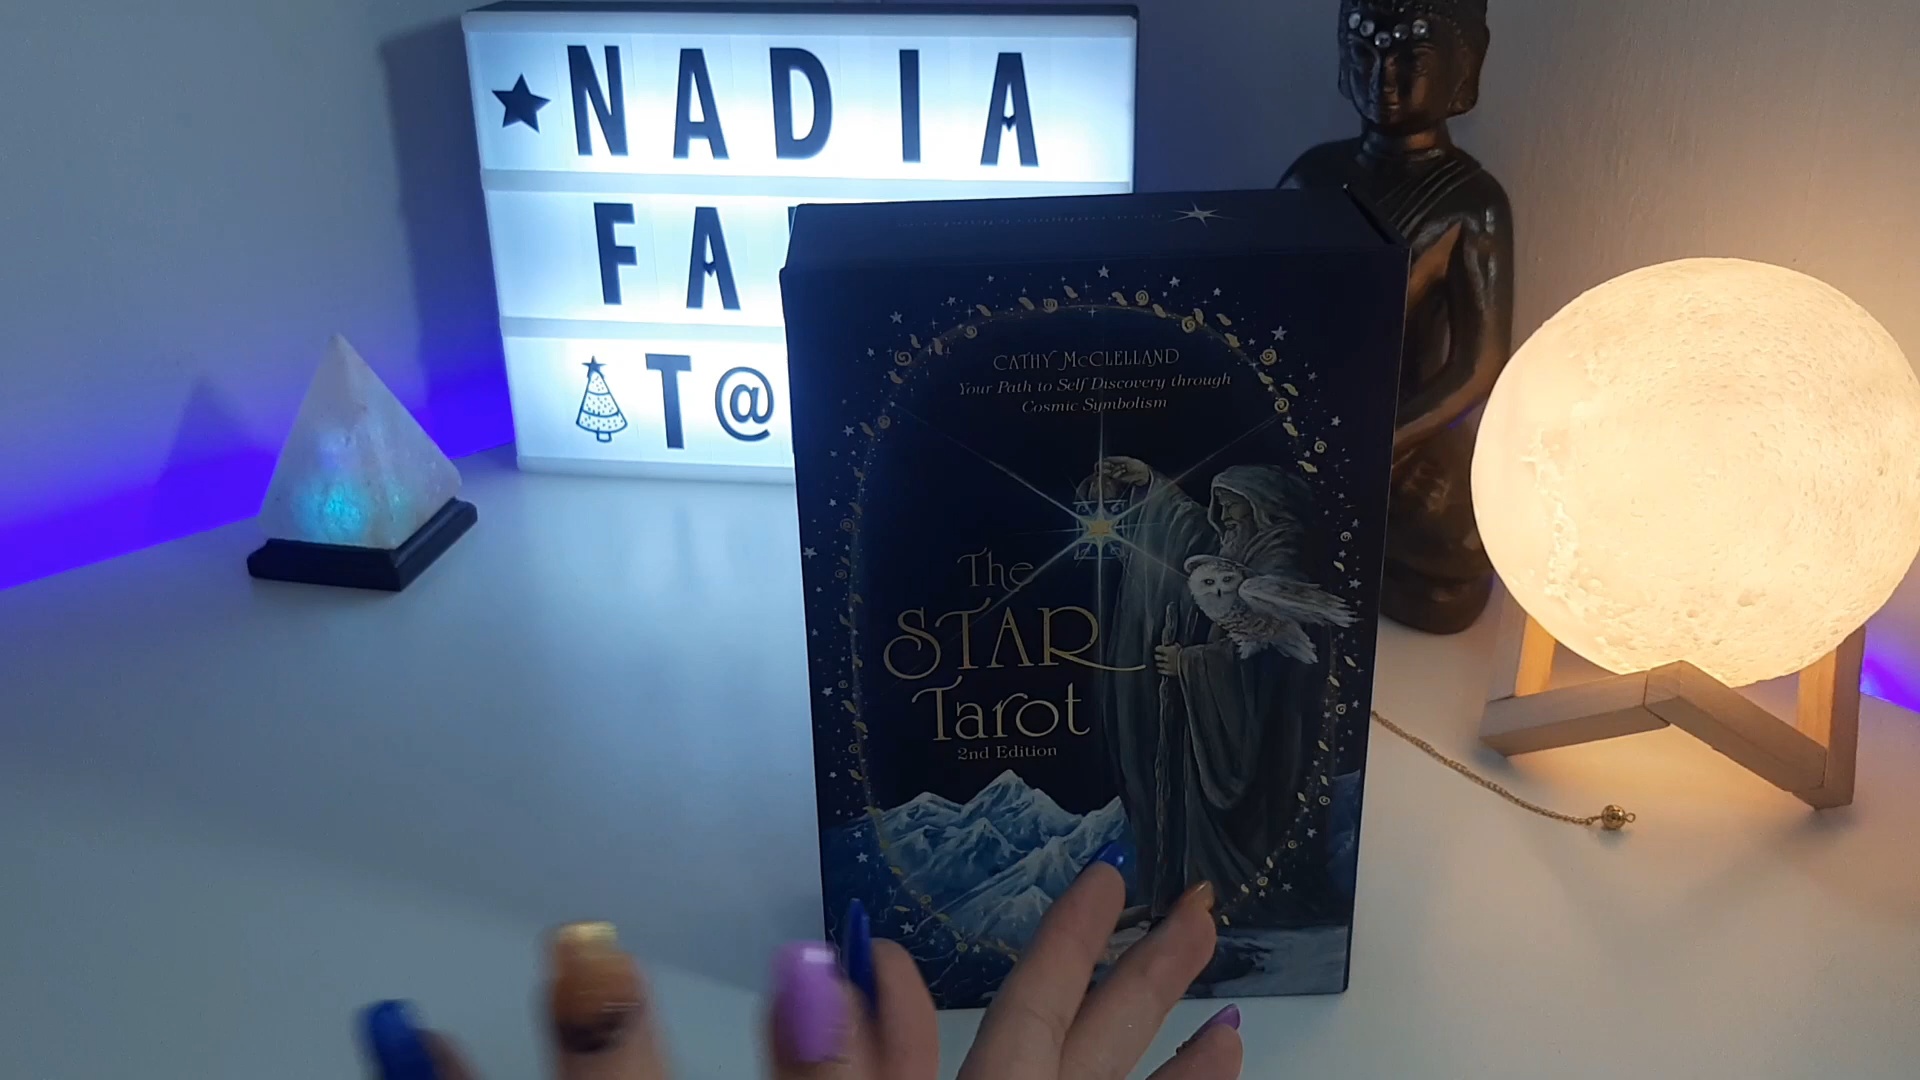 NADIA
FA
T@
CATHY McCLELLAND
Your Path to Self Discovery through
Cosmic Symbolism
The
STAR
Tarot
2nd Edition